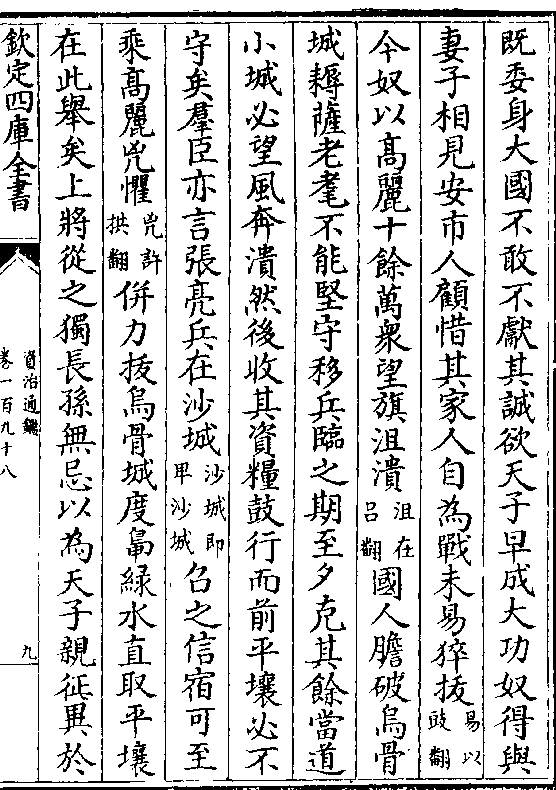 既委身大國不敢不獻其誠欲天子早成大功奴得與
妻子相見安市人顧惜其家人自為戰未易猝拔易以豉翻
今奴以髙麗十餘萬衆望旗沮潰沮在吕翻國人膽破烏骨
城耨薩老耄不能堅守移兵臨之期至夕克其餘當道
小城必望風奔潰然後收其資糧鼓行而前平壤必不
守矣羣臣亦言張亮兵在沙城沙城即卑沙城召之信宿可至
乘髙麗兇懼兇許拱翻併力拔烏骨城度鼂綠水直取平壤
在此舉矣上將從之獨長孫無忌以為天子親征異於
欽定四庫全書
資治通鑑
卷一百九十八
九